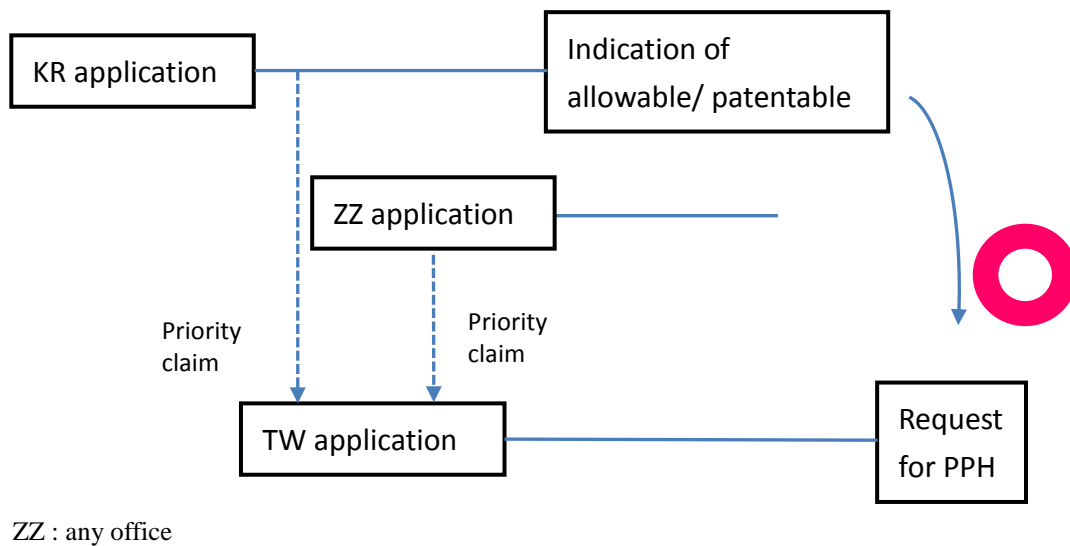 KR application
Indication of
allowable/ patentable
ZZ application
Priority
claim
Priority
claim
TW application
Request
for PPH
ZZ : any office